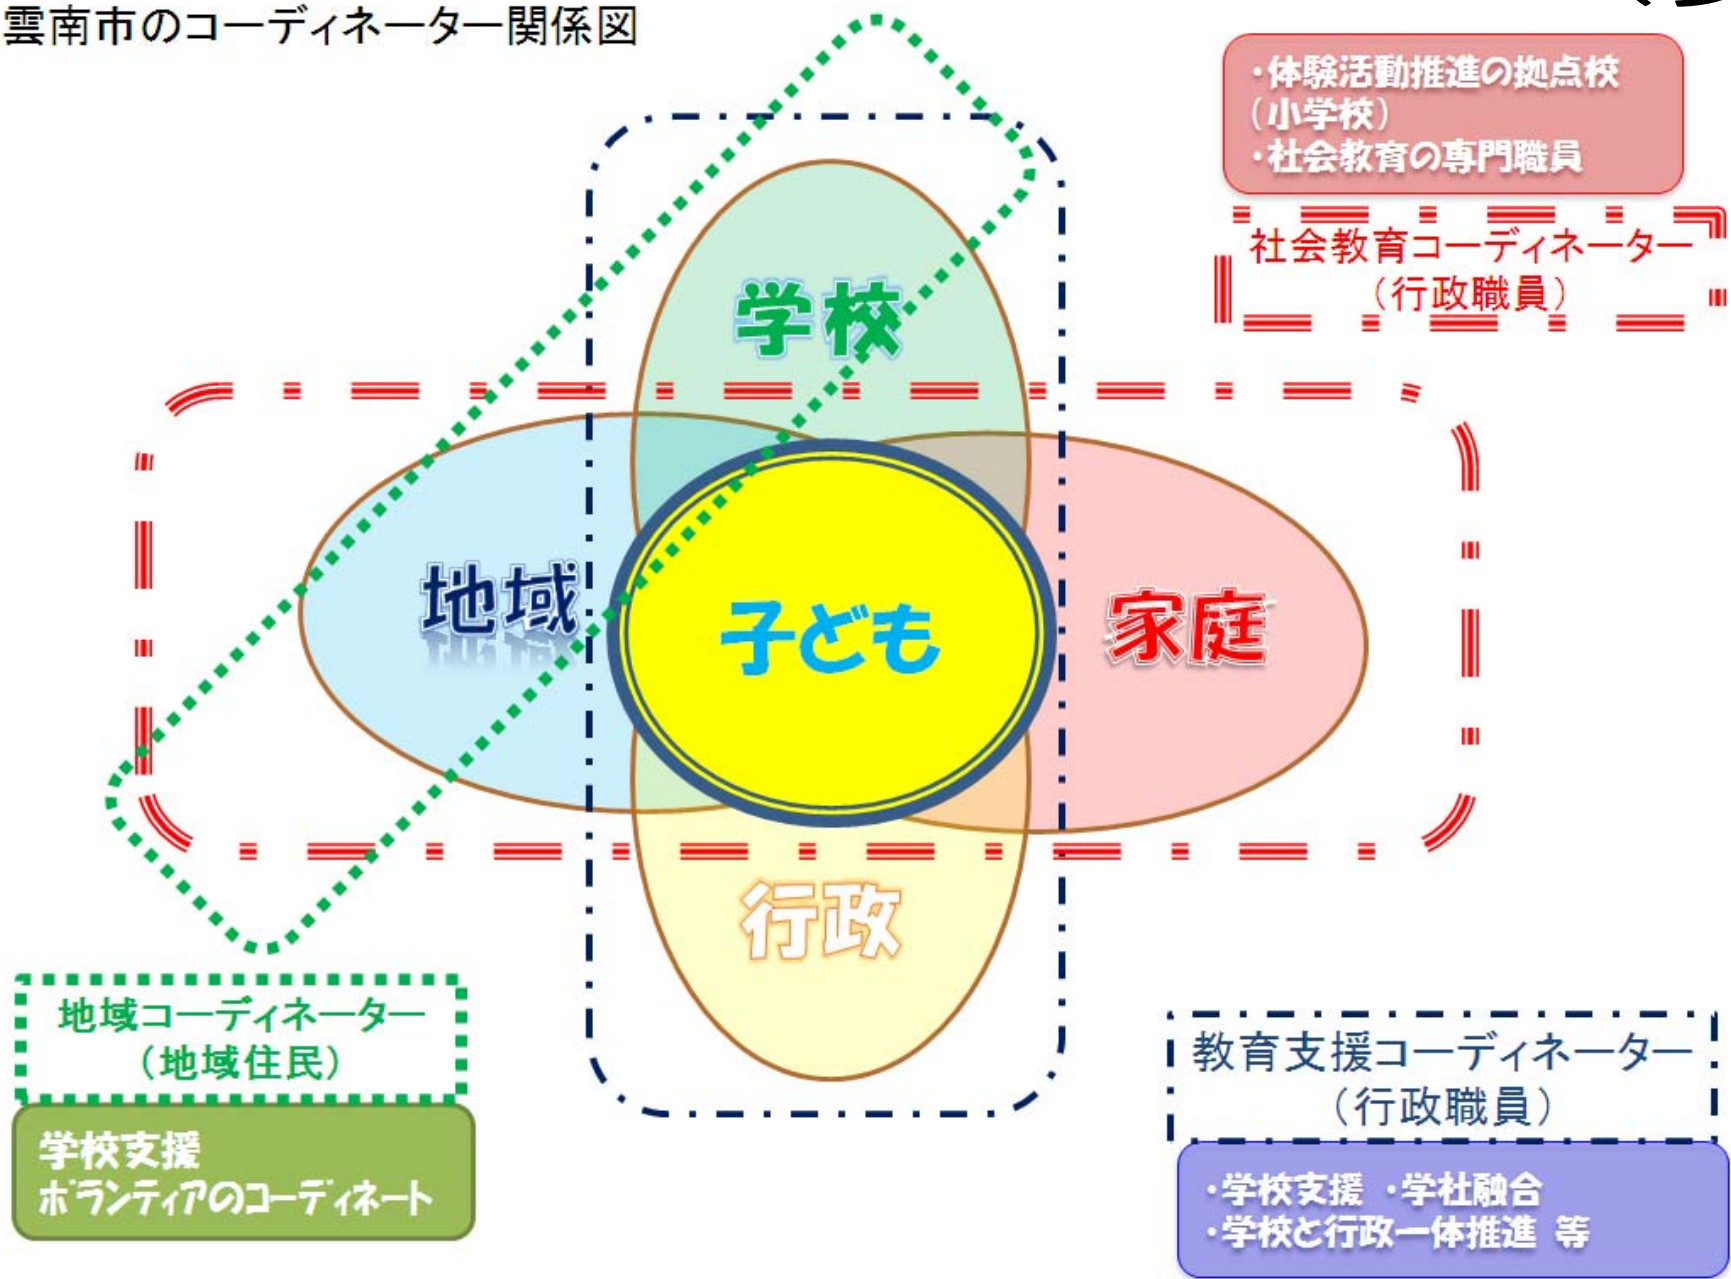 雲南市のコーディネーター関係図
・体験活動推進の拠点校
（小学校）
・社会教育の専門職員
社会教育コーディネーター
（行政職員）
学校
地域
子ども
家庭
行政
地域コーディネーター
（地域住民）
学校支援
ボランティアのコーディネート
教育支援コーディネーター
（行政職員）
・学校支援 ・学社融合
・学校と行政一体推進 等